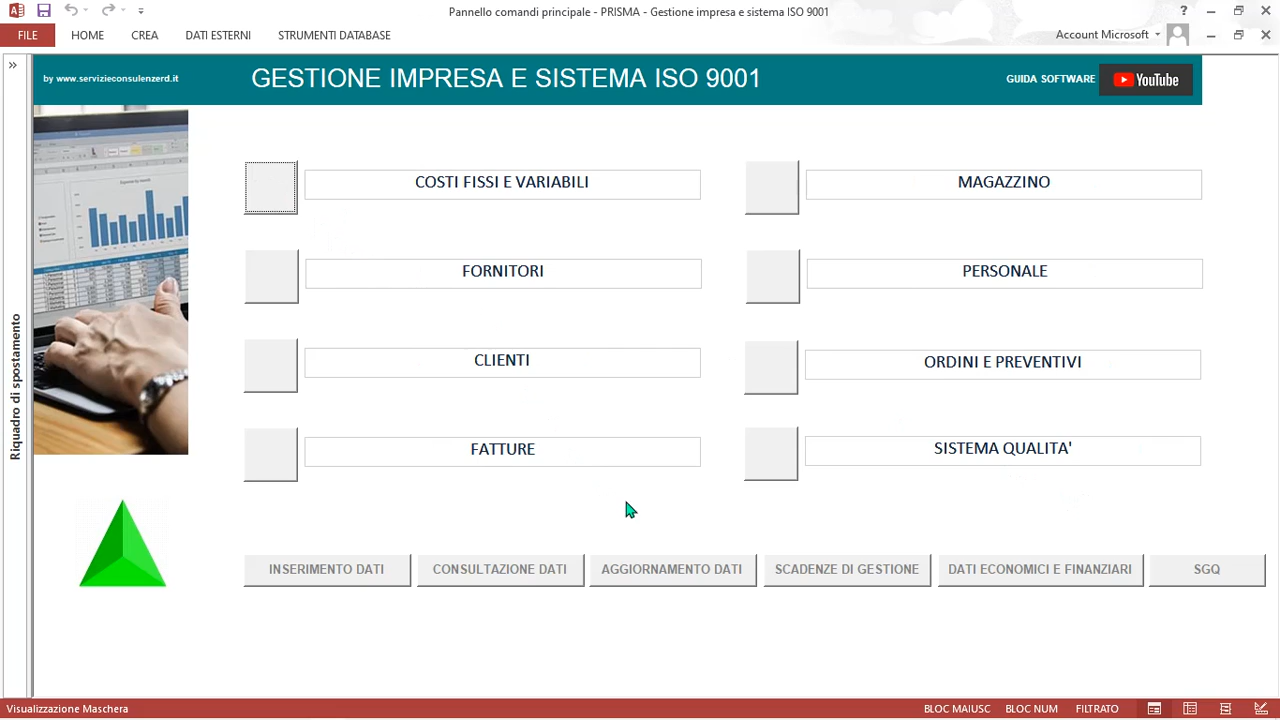 Pannello comandi principale - PRISMA - Gestione impresa e sistema ISO 9001
FILE HOME CREA DATI ESTERNI STRUMENTI DATABASE Account Microsoft
by www.servizieconsulenzerd.it GESTIONE IMPRESA E SISTEMA ISO 9001 GUIDA SOFTWARE YouTube
Riquadro di spostamento
COSTI FISSI E VARIABILI MAGAZZINO
FORNITORI PERSONALE
CLIENTI ORDINI E PREVENTIVI
FATTURE SISTEMA QUALITA'
INSERIMENTO DATI CONSULTAZIONE DATI AGGIORNAMENTO DATI SCADENZE DI GESTIONE DATI ECONOMICI E FINANZIARI SGQ
Visualizzazione Maschera BLOC MAIUSC BLOC NUM FILTRATO